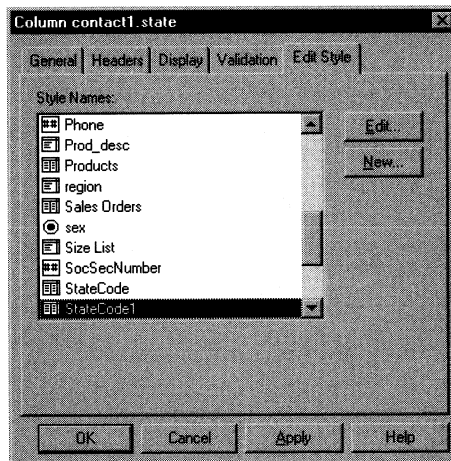 Column contact1.state
General Headers Display Validation Edit Style
Style Names:
Phone
Edit...
Prod_desc
Products
New...
region
Sales Orders
sex
Size List
SocSecNumber
StateCode
StateCode1
OK Cancel Apply Help